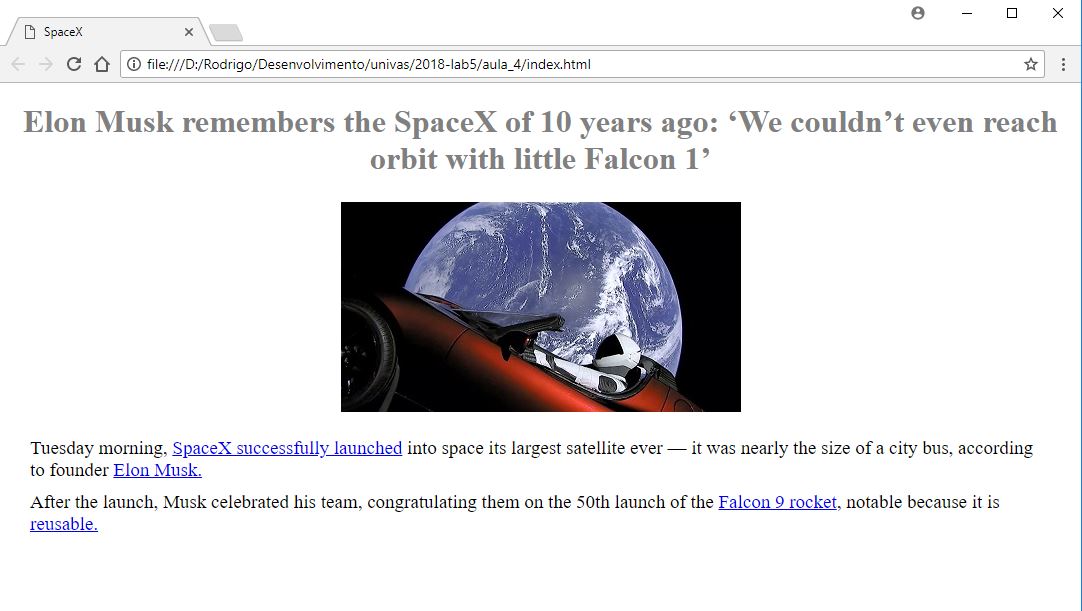 SpaceX
file:///D:/Rodrigo/Desenvolvimento/univas/2018-lab5/aula_4/index.html
Elon Musk remembers the SpaceX of 10 years ago: ‘We couldn’t even reach
orbit with little Falcon 1’
Tuesday morning, SpaceX successfully launched into space its largest satellite ever — it was nearly the size of a city bus, according
to founder Elon Musk.
After the launch, Musk celebrated his team, congratulating them on the 50th launch of the Falcon 9 rocket, notable because it is
reusable.